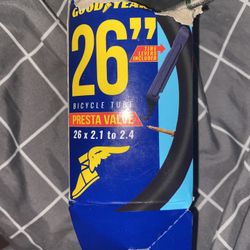 GOODYEAR
26"
TIRE
LEVERS
INCLUDED
BICYCLE TUBE
PRESTA VALVE
26 x 2.1 to 2.4